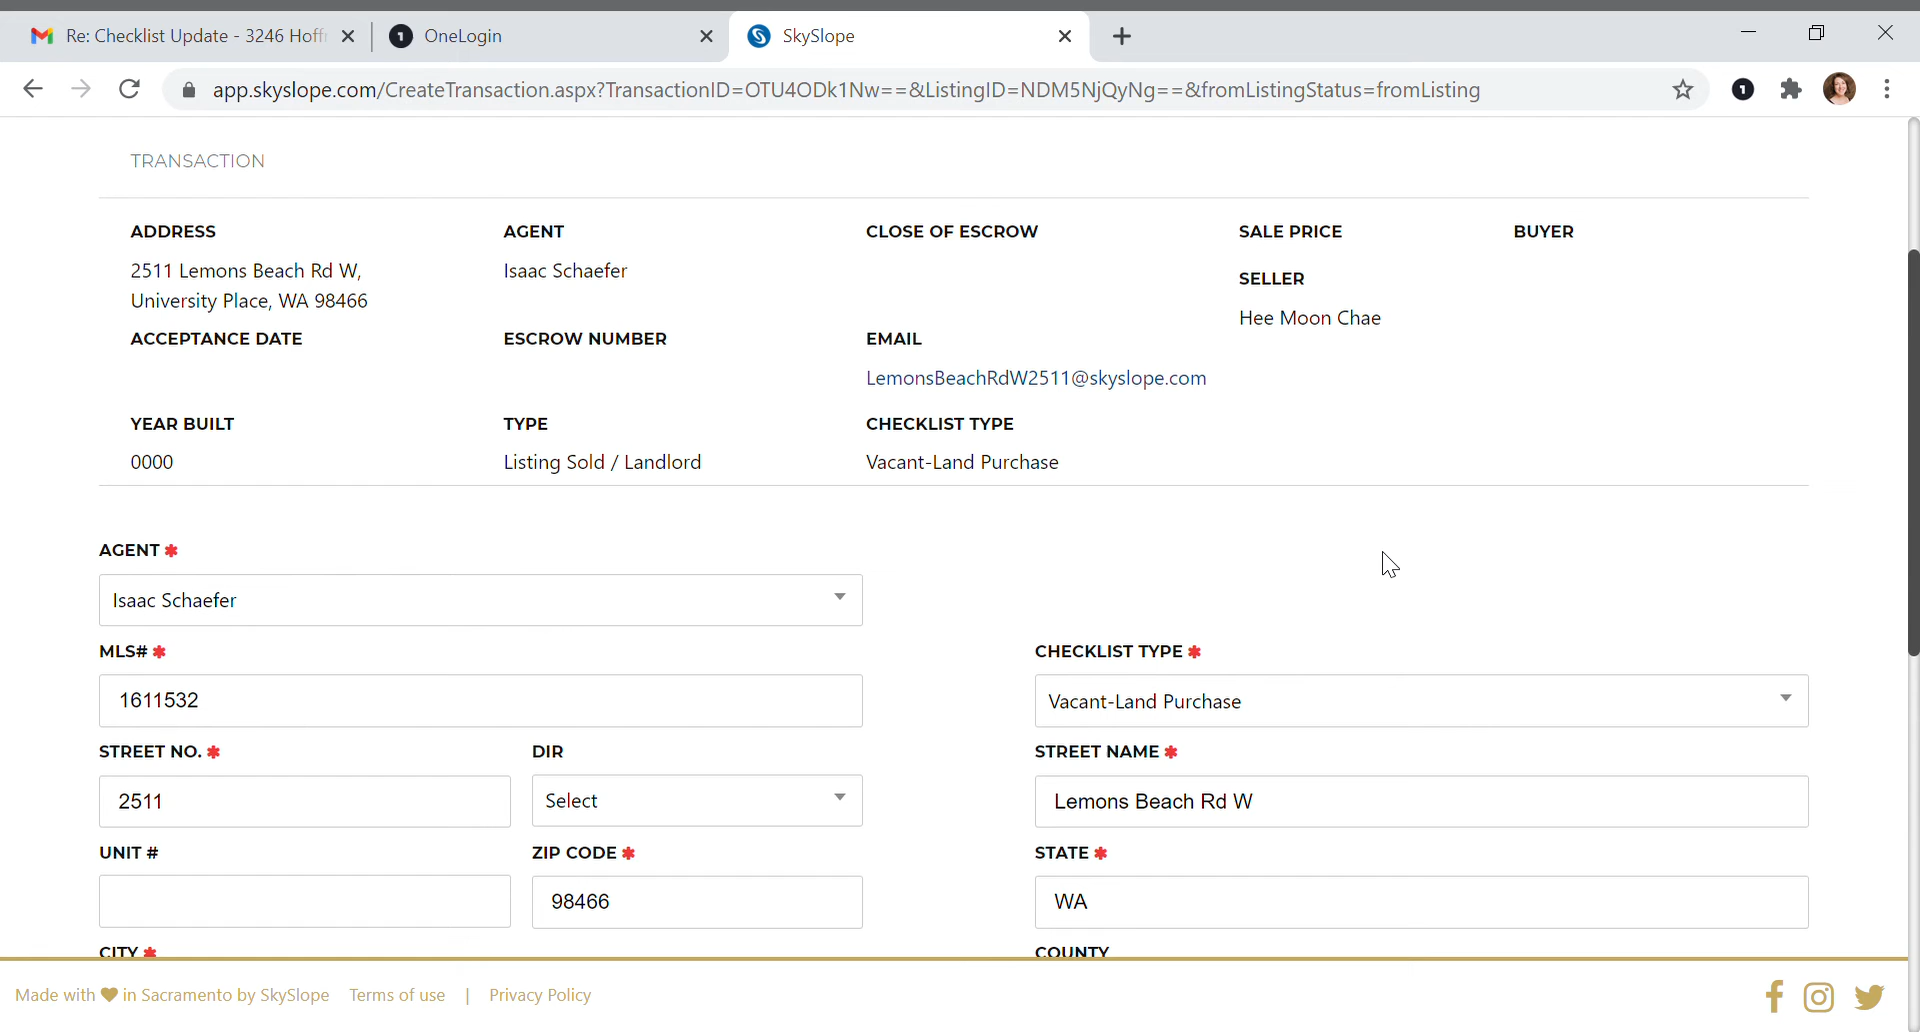 Re: Checklist Update - 3246 Hoff
OneLogin
SkySlope
app.skyslope.com/CreateTransaction.aspx?TransactionID=OTU4ODk1Nw==&ListingID=NDM5NjQyNg==&fromListingStatus=fromListing
TRANSACTION
ADDRESS
AGENT
CLOSE OF ESCROW
SALE PRICE
BUYER
2511 Lemons Beach Rd W,
University Place, WA 98466
Isaac Schaefer
SELLER
Hee Moon Chae
ACCEPTANCE DATE
ESCROW NUMBER
EMAIL
LemonsBeachRdW2511@skyslope.com
YEAR BUILT
TYPE
CHECKLIST TYPE
0000
Listing Sold / Landlord
Vacant-Land Purchase
AGENT *
Isaac Schaefer
MLS# *
CHECKLIST TYPE *
1611532
Vacant-Land Purchase
STREET NO. *
DIR
STREET NAME *
2511
Select
Lemons Beach Rd W
UNIT #
ZIP CODE *
STATE *
98466
WA
CITY *
COUNTY
Made with ♥ in Sacramento by SkySlope
Terms of use
|
Privacy Policy